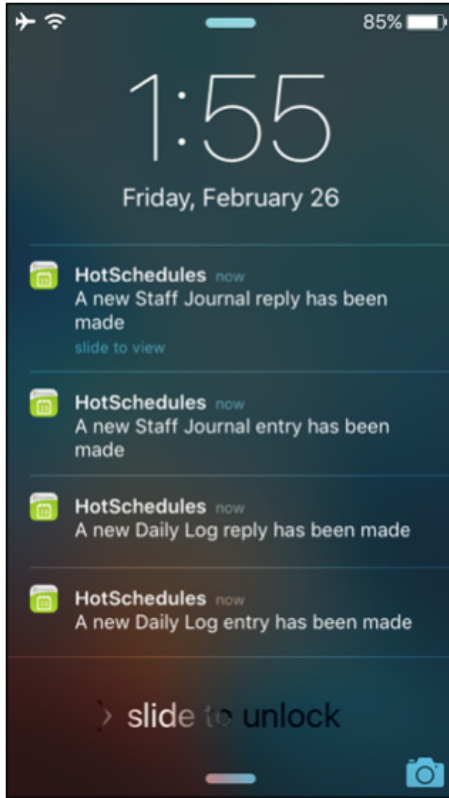 85%
1:55
Friday, February 26
HotSchedules now
A new Staff Journal reply has been
made
slide to view
HotSchedules now
A new Staff Journal entry has been
made
HotSchedules now
A new Daily Log reply has been made
HotSchedules now
A new Daily Log entry has been made
> slide to unlock